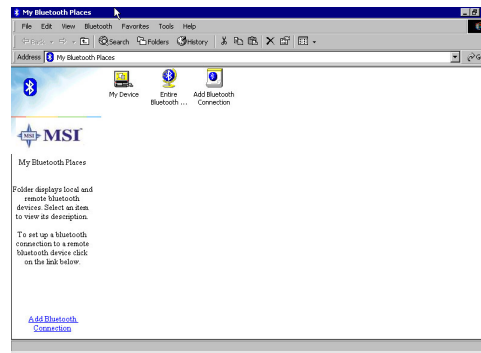 My Bluetooth Places
File Edit View Bluetooth Favorites Tools Help
Back Search Folders History
Address My Bluetooth Places
My Device
Entire
Bluetooth ...
Add Bluetooth
Connection
MSI
MSI
My Bluetooth Places
Folder displays local and
remote bluetooth
devices. Select an item
to view its description.
To set up a bluetooth
connection to a remote
bluetooth device click
on the link below.
Add Bluetooth
Connection